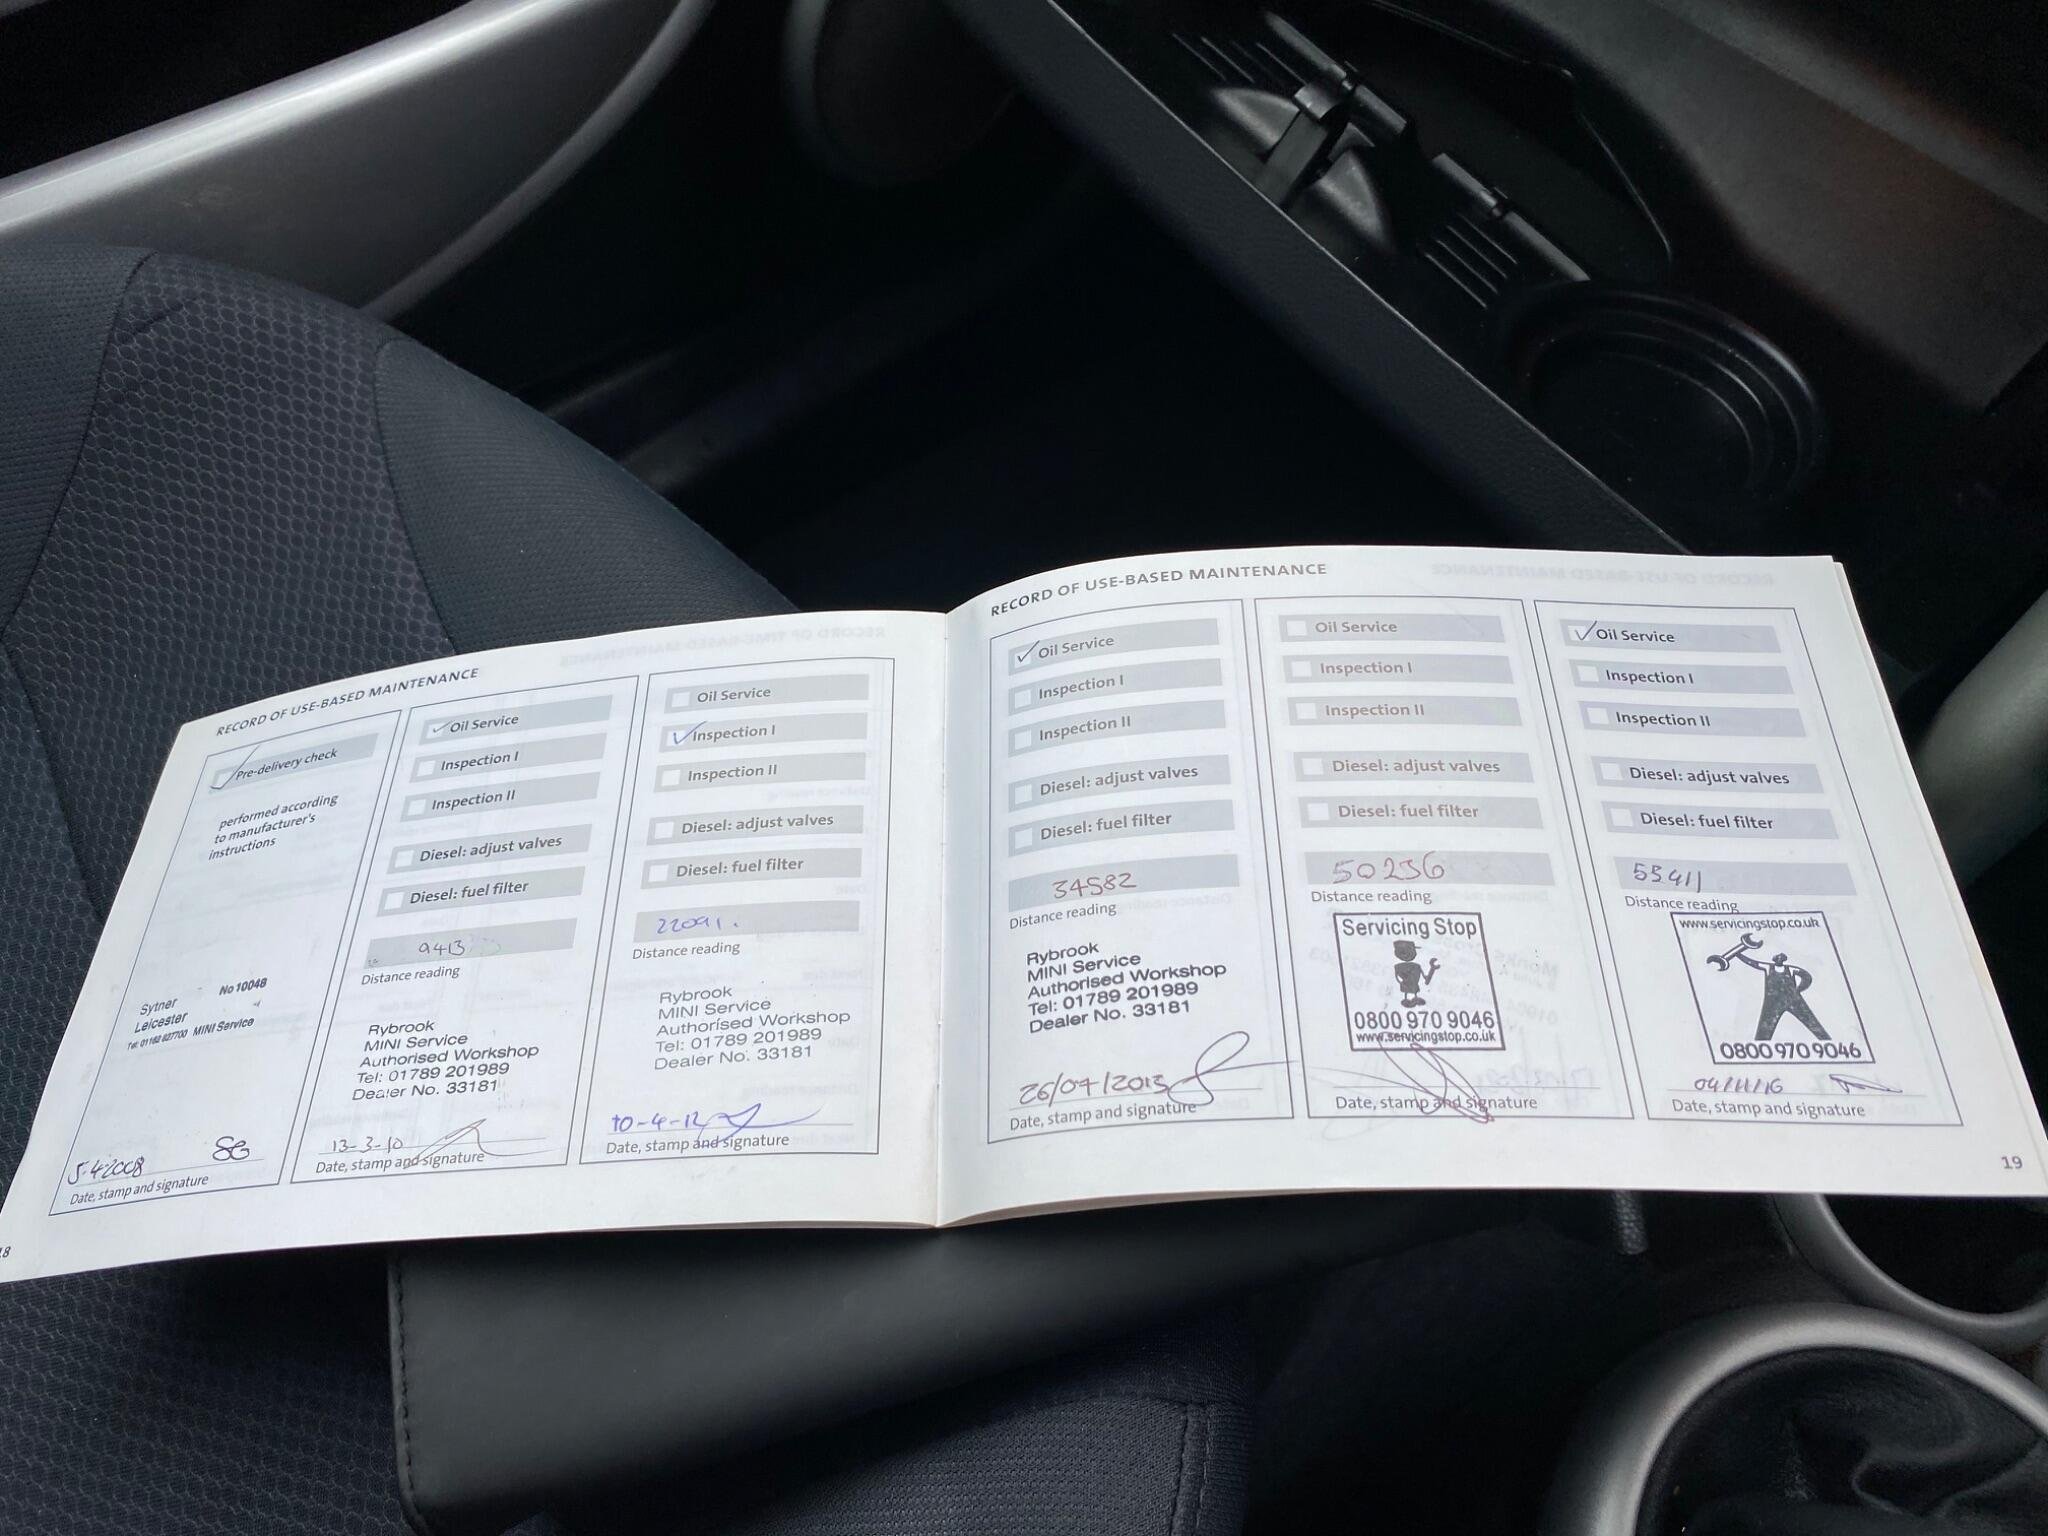 RECORD OF USE-BASED MAINTENANCE
Pre-delivery check
performed according
to manufacturer's
instructions
No 10048
Sytner
Leicester
Tel: 01162 627700 MINI Service
5.4.2008
SG
Date, stamp and signature
Oil Service
Inspection I
Inspection II
Diesel: adjust valves
Diesel: fuel filter
9413
Distance reading
Rybrook
MINI Service
Authorised Workshop
Tel: 01789 201989
Dealer No. 33181
13-3-10
Date, stamp and signature
Oil Service
Inspection I
Inspection II
Diesel: adjust valves
Diesel: fuel filter
22091.
Distance reading
Rybrook
MINI Service
Authorised Workshop
Tel: 01789 201989
Dealer No. 33181
10-4-12
Date, stamp and signature
RECORD OF USE-BASED MAINTENANCE
Oil Service
Inspection I
Inspection II
Diesel: adjust valves
Diesel: fuel filter
34582
Distance reading
Rybrook
MINI Service
Authorised Workshop
Tel: 01789 201989
Dealer No. 33181
26/07/2013
Date, stamp and signature
Oil Service
Inspection I
Inspection II
Diesel: adjust valves
Diesel: fuel filter
50236
Distance reading
Servicing Stop
0800 970 9046
www.servicingstop.co.uk
Date, stamp and signature
Oil Service
Inspection I
Inspection II
Diesel: adjust valves
Diesel: fuel filter
55411
Distance reading
www.servicingstop.co.uk
0800 970 9046
04/11/16
Date, stamp and signature
19